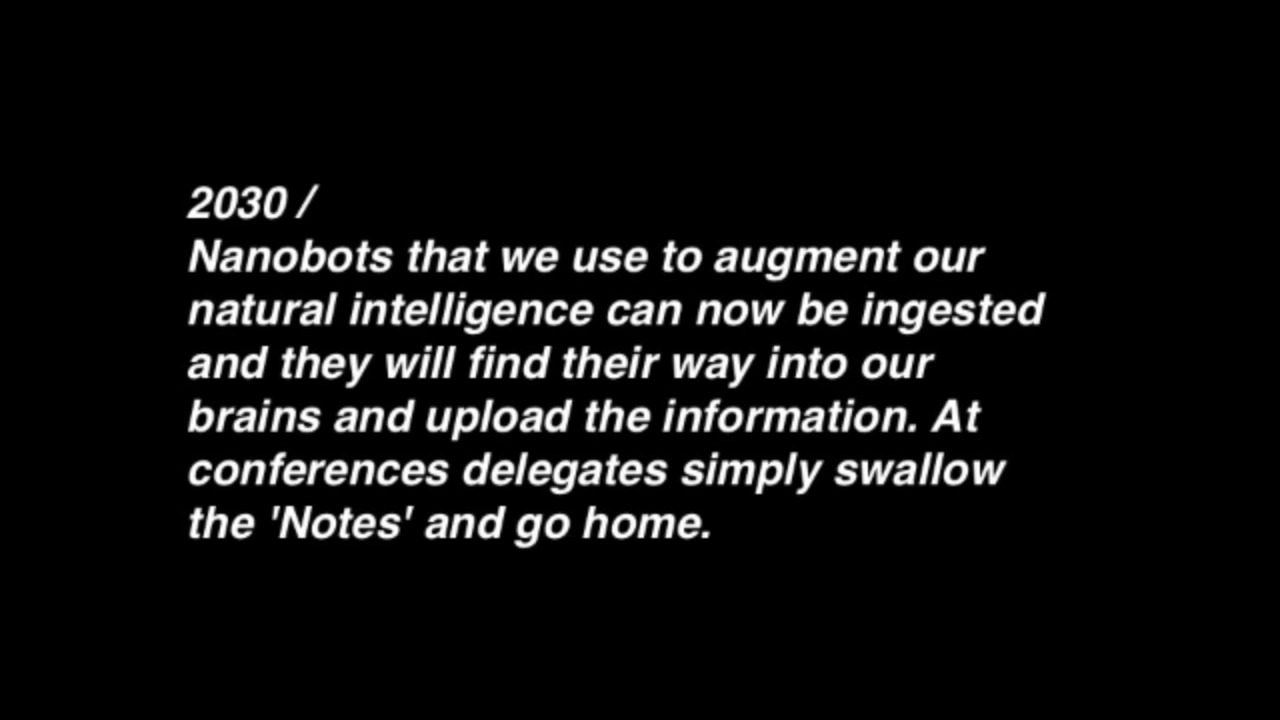 2030 /
Nanobots that we use to augment our
natural intelligence can now be ingested
and they will find their way into our
brains and upload the information. At
conferences delegates simply swallow
the 'Notes' and go home.